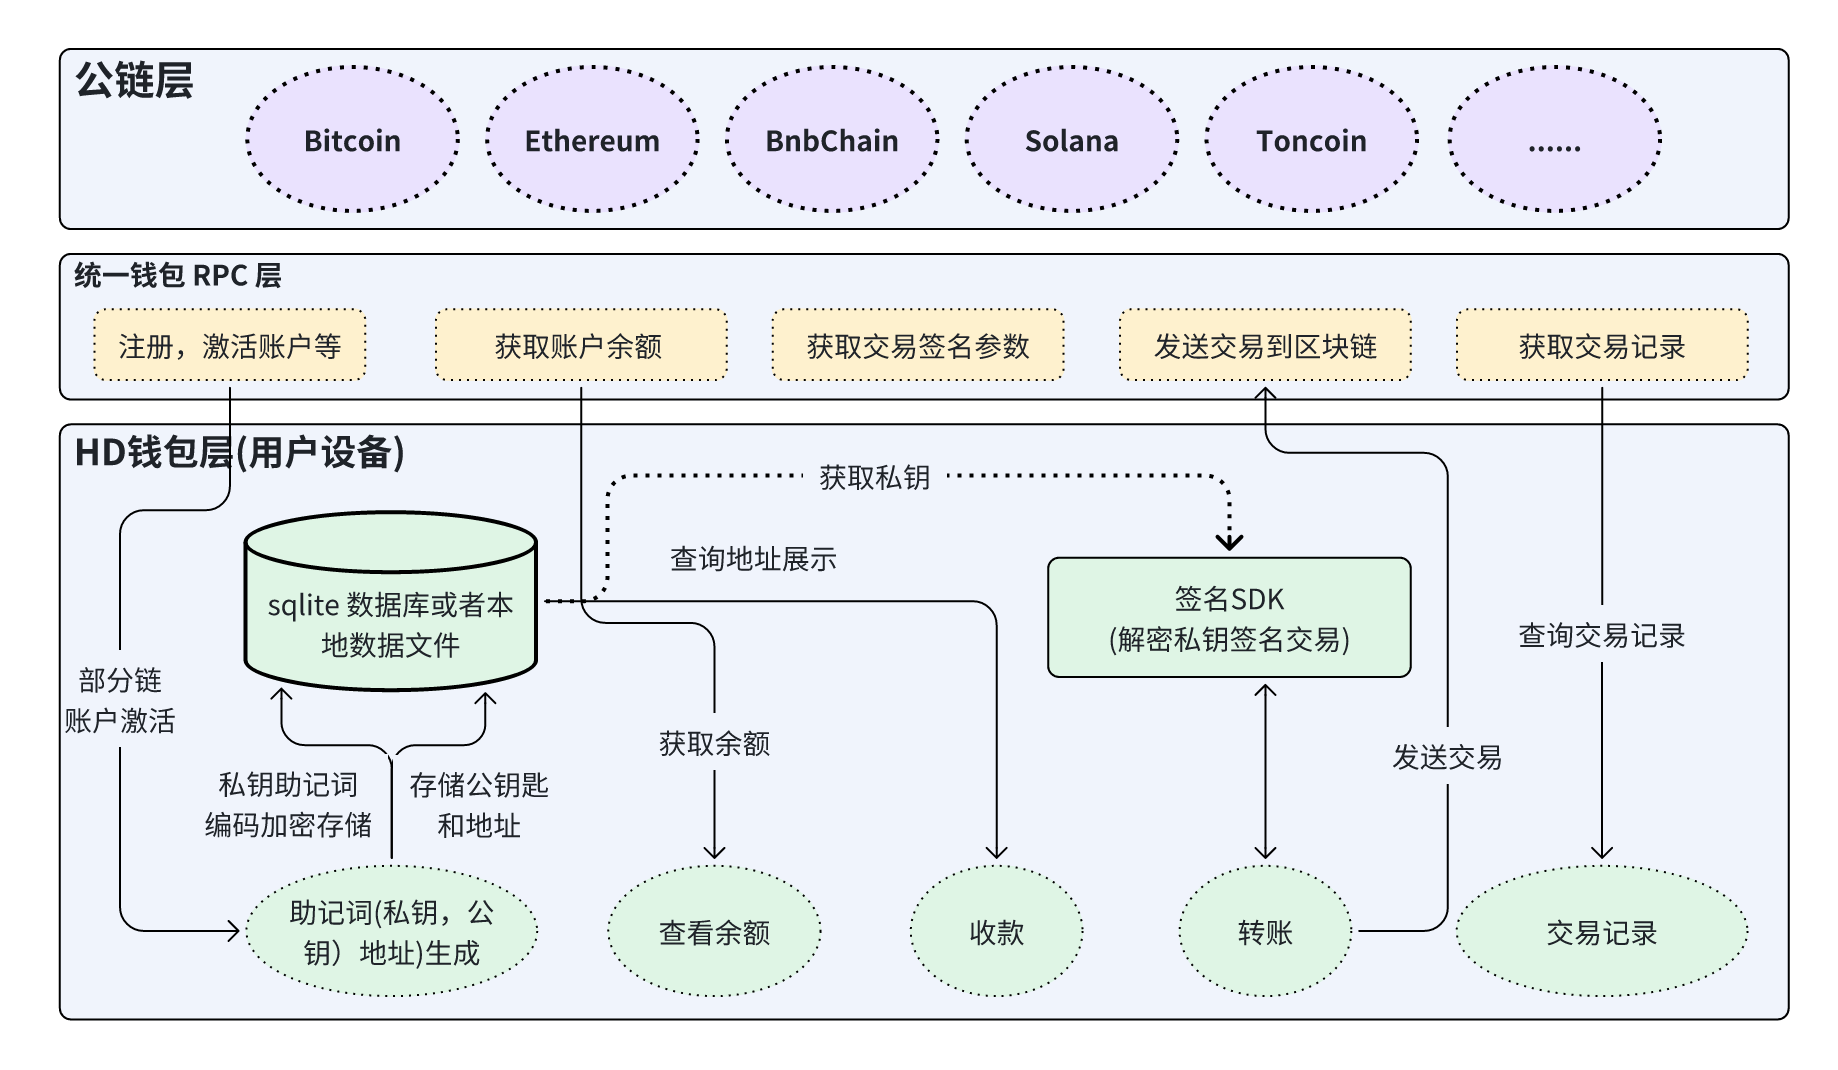 公链层
Bitcoin
Ethereum
BnbChain
Solana
Toncoin
......
统一钱包 RPC 层
注册，激活账户等
获取账户余额
获取交易签名参数
发送交易到区块链
获取交易记录
HD钱包层(用户设备)
获取私钥
查询地址展示
sqlite 数据库或者本
地数据文件
签名SDK
(解密私钥签名交易)
查询交易记录
部分链
账户激活
获取余额
发送交易
私钥助记词
编码加密存储
存储公钥匙
和地址
助记词(私钥，公
钥）地址)生成
查看余额
收款
转账
交易记录